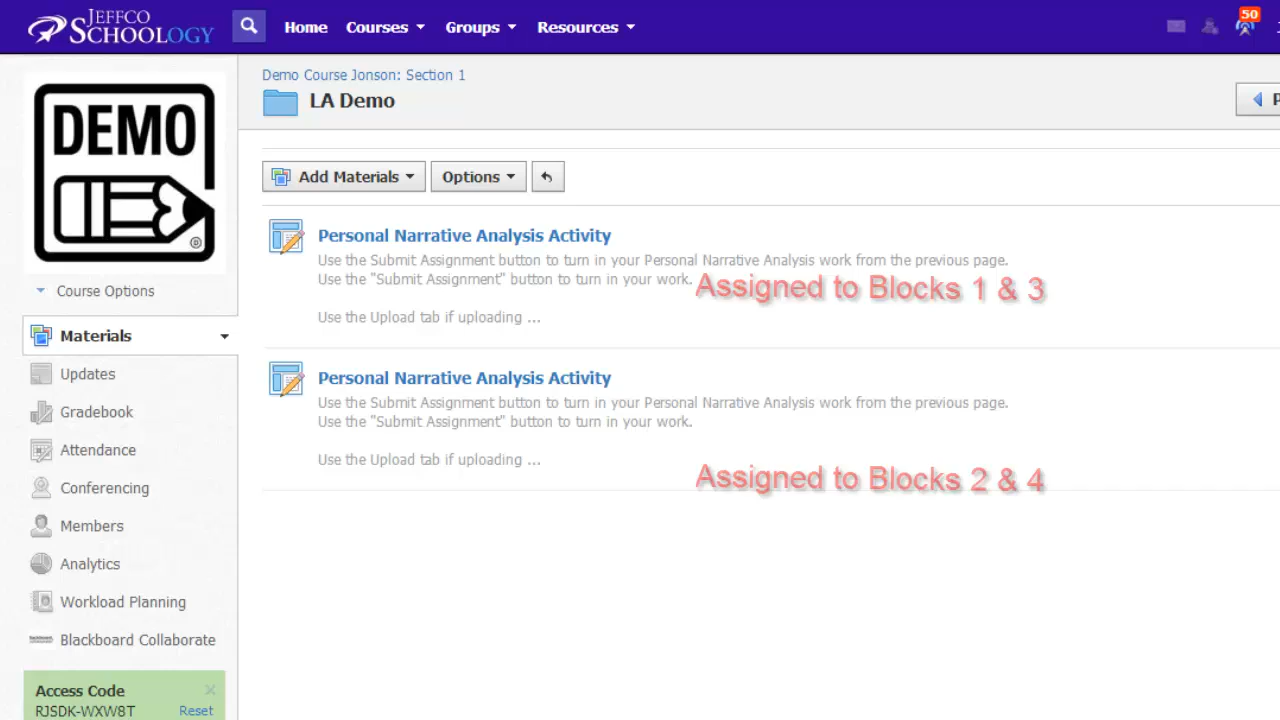 JEFFCO
SCHOOLOGY
Home Courses Groups Resources
50
Demo Course Jonson: Section 1
LA Demo
DEMO
®
Add Materials Options
Course Options
Materials
Updates
Gradebook
Attendance
Conferencing
Members
Analytics
Workload Planning
Blackboard Collaborate
Access Code
RJSDK-WXW8T Reset
Personal Narrative Analysis Activity
Use the Submit Assignment button to turn in your Personal Narrative Analysis work from the previous page.
Use the "Submit Assignment" button to turn in your work.
Assigned to Blocks 1 & 3
Use the Upload tab if uploading ...
Personal Narrative Analysis Activity
Use the Submit Assignment button to turn in your Personal Narrative Analysis work from the previous page.
Use the "Submit Assignment" button to turn in your work.
Use the Upload tab if uploading ...
Assigned to Blocks 2 & 4